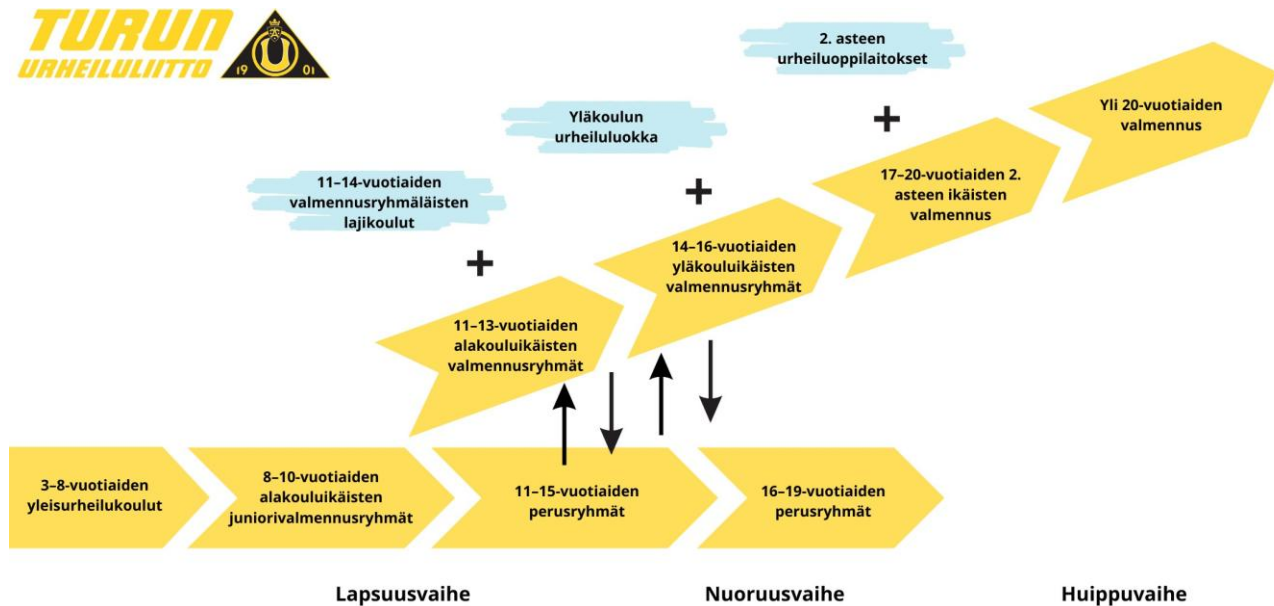 TURUN
URHEILULIITTO
U
19 01
2. asteen
urheiluoppilaitokset
Yläkoulun
urheiluluokka
11–14-vuotiaiden
valmennusryhmäläisten
lajikoulut
Yli 20-vuotiaiden
valmennus
17–20-vuotiaiden 2.
asteen ikäisten
valmennus
14–16-vuotiaiden
yläkouluikäisten
valmennusryhmät
11–13-vuotiaiden
alakouluikäisten
valmennusryhmät
3–8-vuotiaiden
yleisurheilukoulut
8–10-vuotiaiden
alakouluikäisten
juniorivalmennusryhmät
11–15-vuotiaiden
perusryhmät
16–19-vuotiaiden
perusryhmät
Lapsuusvaihe
Nuoruusvaihe
Huippuvaihe